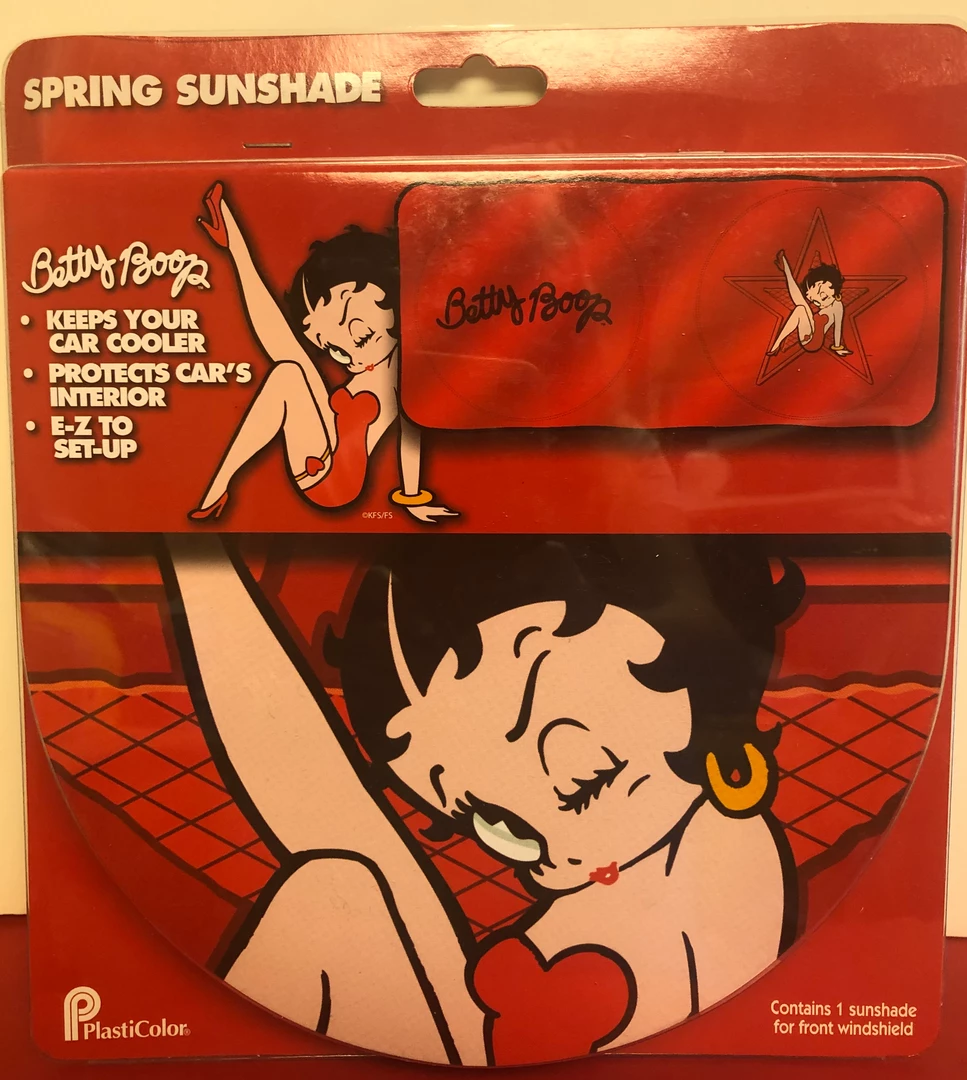 SPRING SUNSHADE
Betty Boop
• KEEPS YOUR
CAR COOLER
• PROTECTS CAR'S
INTERIOR
• E-Z TO
SET-UP
Betty Boop
©KFS/FS
PlastiColor®
Contains 1 sunshade
for front windshield